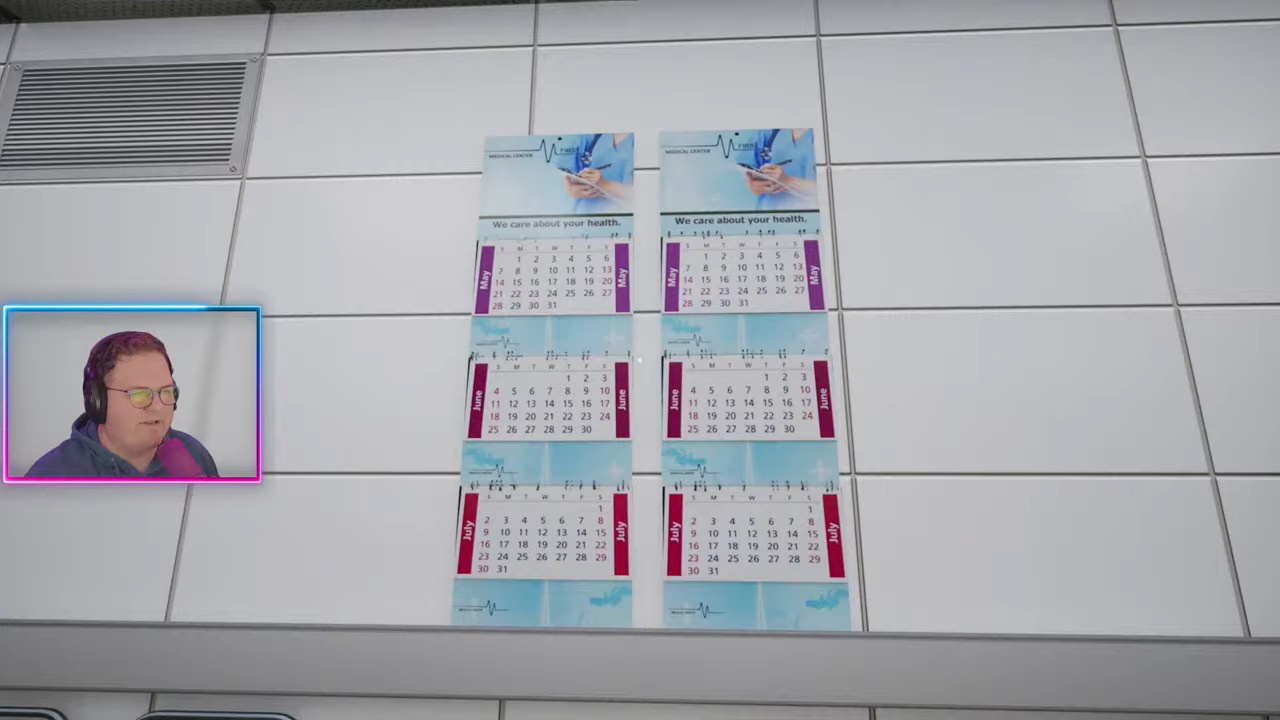 MEDICAL CENTER FIRST
We care about your health.
May May
S M T W T F S
1 2 3 4 5 6
7 8 9 10 11 12 13
14 15 16 17 18 19 20
21 22 23 24 25 26 27
28 29 30 31
June June
S M T W T F S
1 2 3
4 5 6 7 8 9 10
11 12 13 14 15 16 17
18 19 20 21 22 23 24
25 26 27 28 29 30
July July
S M T W T F S
1
2 3 4 5 6 7 8
9 10 11 12 13 14 15
16 17 18 19 20 21 22
23 24 25 26 27 28 29
30 31
MEDICAL CENTER FIRST
We care about your health.
May May
S M T W T F S
1 2 3 4 5 6
7 8 9 10 11 12 13
14 15 16 17 18 19 20
21 22 23 24 25 26 27
28 29 30 31
June June
S M T W T F S
1 2 3
4 5 6 7 8 9 10
11 12 13 14 15 16 17
18 19 20 21 22 23 24
25 26 27 28 29 30
July July
S M T W T F S
1
2 3 4 5 6 7 8
9 10 11 12 13 14 15
16 17 18 19 20 21 22
23 24 25 26 27 28 29
30 31